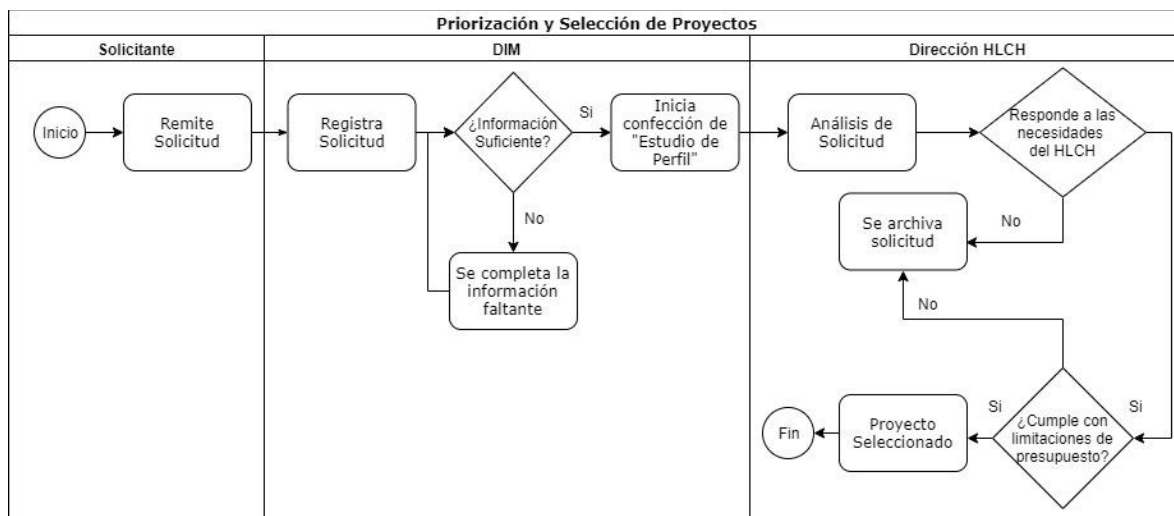 Priorización y Selección de Proyectos
Solicitante
DIM
Dirección HLCH
Inicio
Remite
Solicitud
Registra
Solicitud
¿Información
Suficiente?
Si
Inicia
confección de
"Estudio de
Perfil"
Análisis de
Solicitud
Responde a las
necesidades
del HLCH
No
Se completa la
información
faltante
No
Se archiva
solicitud
No
Si
¿Cumple con
limitaciones de
presupuesto?
Si
Proyecto
Seleccionado
Fin